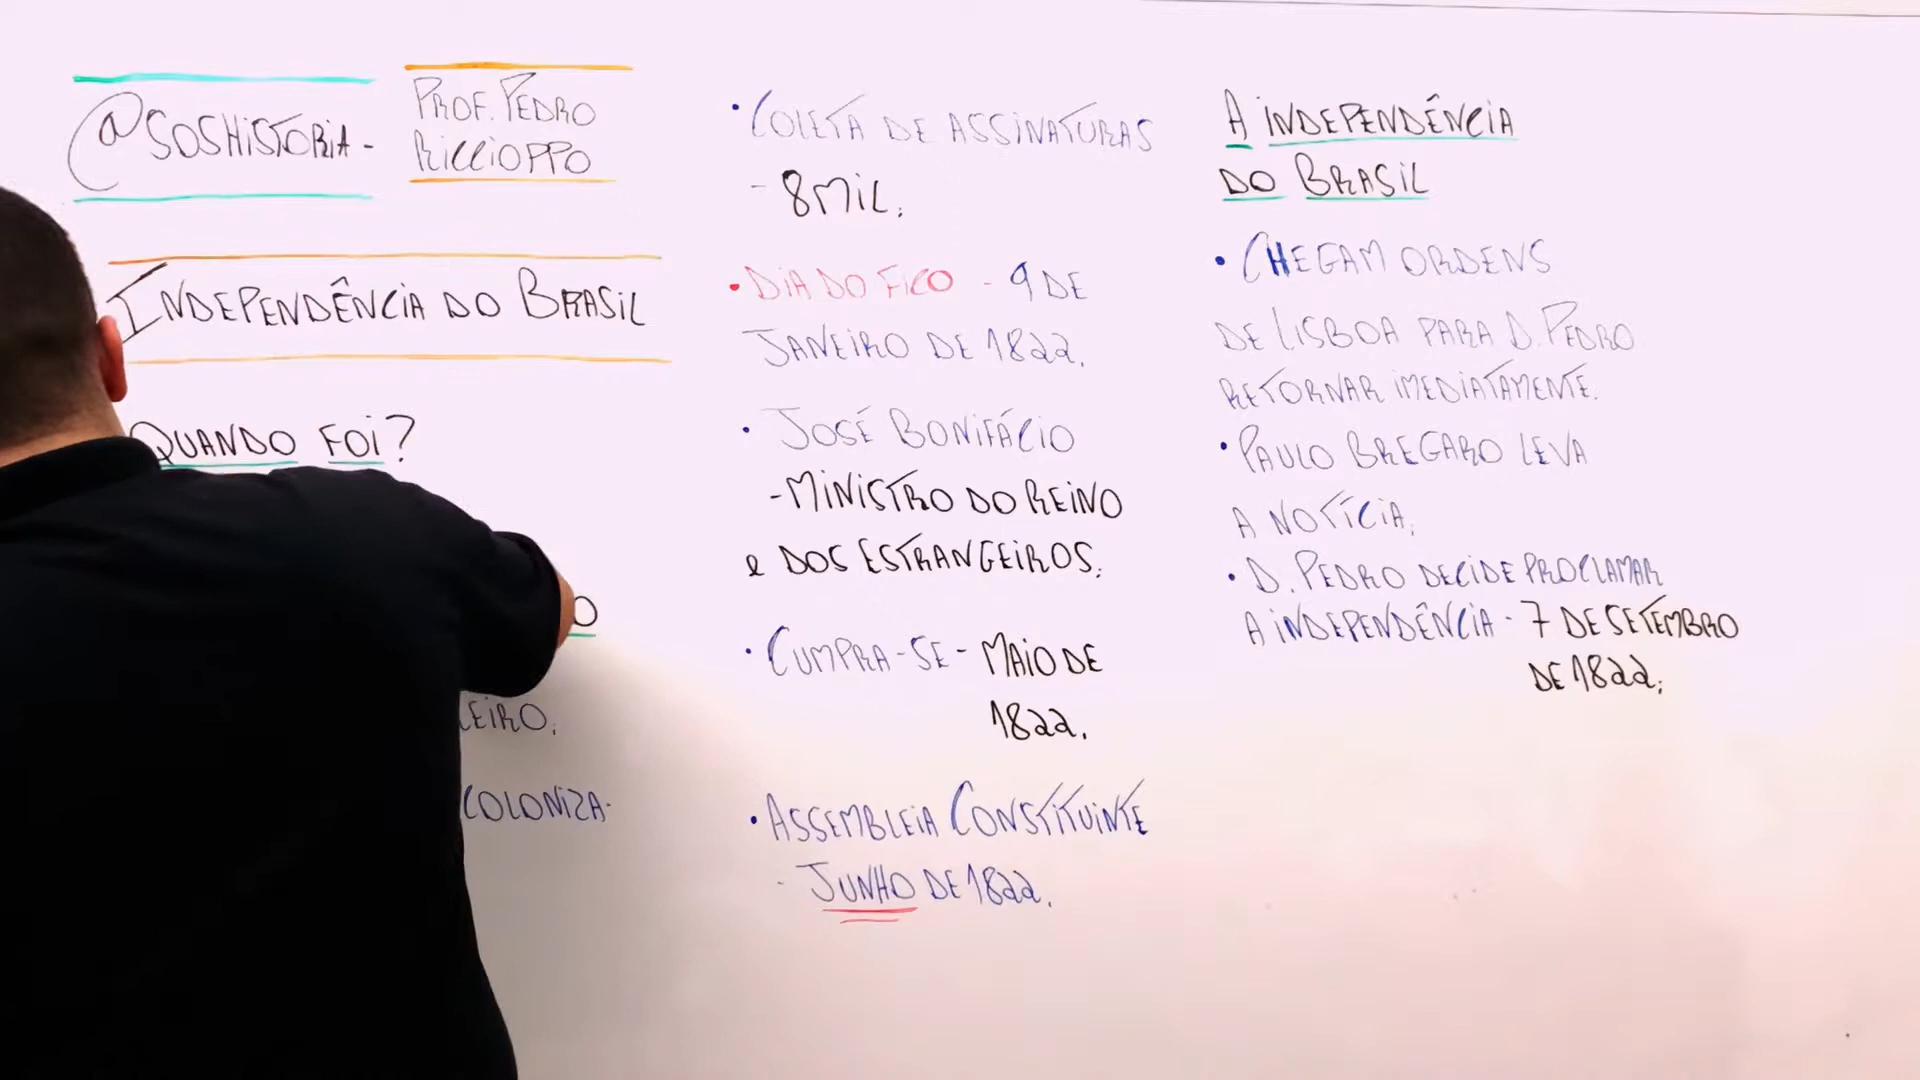 @SOSHISTORIA -
PROF. PEDRO
RICCIOPPO
INDEPENDÊNCIA DO BRASIL
QUANDO FOI?
LEIRO;
COLONIZA-
• COLETA DE ASSINATURAS
- 8 MIL;
• DIA DO FICO - 9 DE
JANEIRO DE 1822;
• JOSÉ BONIFÁCIO
- MINISTRO DO REINO
E DOS ESTRANGEIROS;
• CUMPRA-SE - MAIO DE
1822.
• ASSEMBLEIA CONSTITUINTE
- JUNHO DE 1822.
A INDEPENDÊNCIA
DO BRASIL
• CHEGAM ORDENS
DE LISBOA PARA D. PEDRO
RETORNAR IMEDIATAMENTE.
• PAULO BREGARO LEVA
A NOTÍCIA;
• D. PEDRO DECIDE PROCLAMAR
A INDEPENDÊNCIA - 7 DE SETEMBRO
DE 1822;